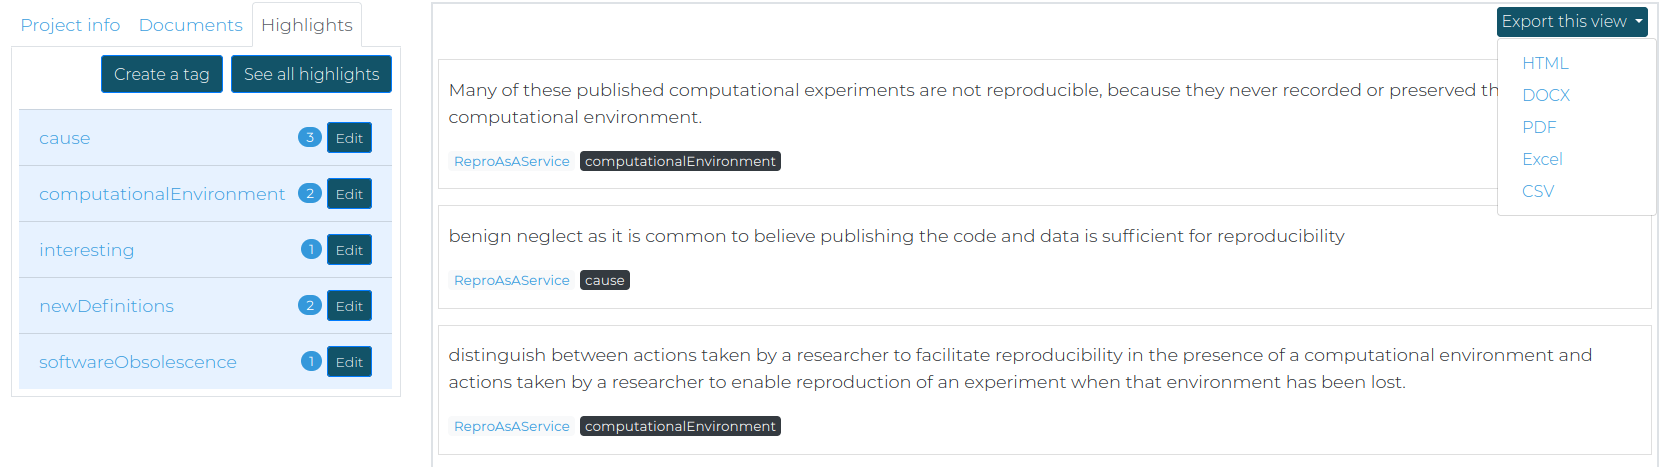 Project info Documents Highlights
Create a tag See all highlights
cause 3 Edit
computationalEnvironment 2 Edit
interesting 1 Edit
newDefinitions 2 Edit
softwareObsolescence 1 Edit
Export this view
HTML
DOCX
PDF
Excel
CSV
Many of these published computational experiments are not reproducible, because they never recorded or preserved
computational environment.
ReproAsAService computationalEnvironment
benign neglect as it is common to believe publishing the code and data is sufficient for reproducibility
ReproAsAService cause
distinguish between actions taken by a researcher to facilitate reproducibility in the presence of a computational environment and
actions taken by a researcher to enable reproduction of an experiment when that environment has been lost.
ReproAsAService computationalEnvironment